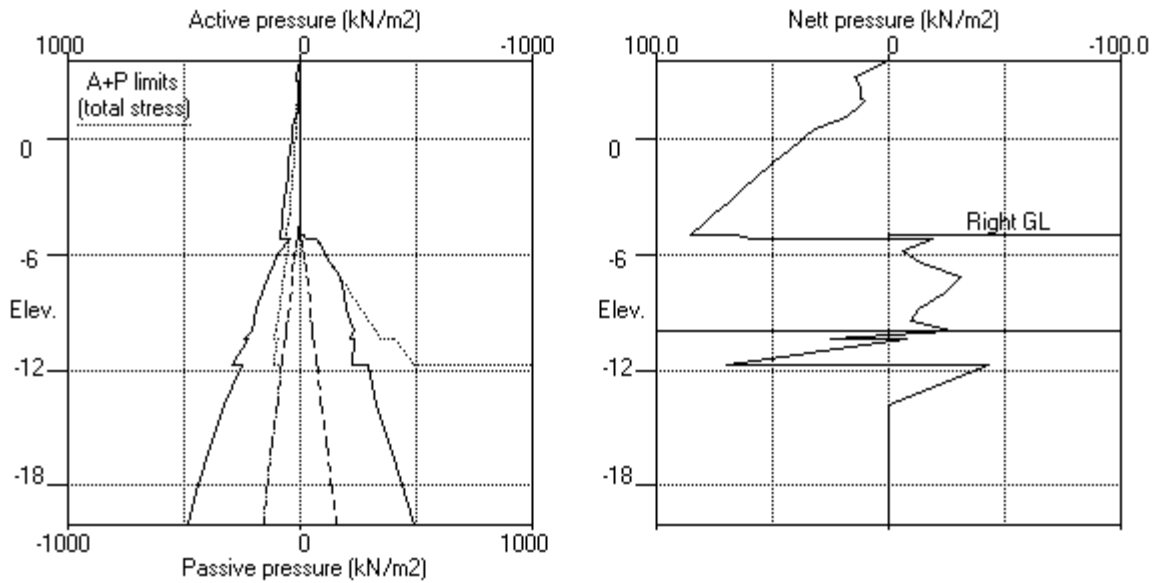 Active pressure (kN/m2)
1000 0 -1000
A+P limits
(total stress)
0
-6
Elev.
-12
-18
-1000 0 1000
Passive pressure (kN/m2)
Nett pressure (kN/m2)
100.0 0 -100.0
0
Right GL
-6
Elev.
-12
-18